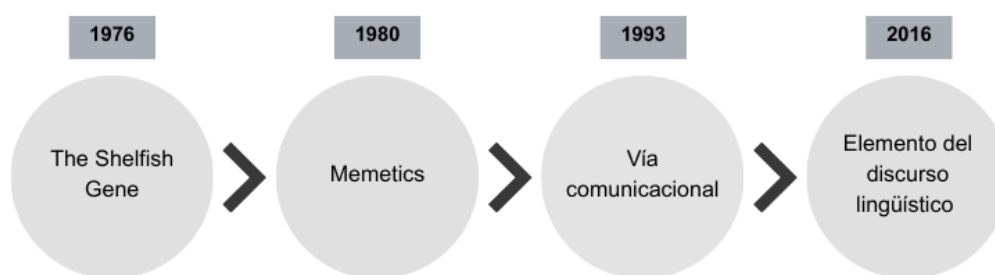 1976
1980
1993
2016
The Shelfish
Gene
Memetics
Vía
comunicacional
Elemento del
discurso
lingüístico